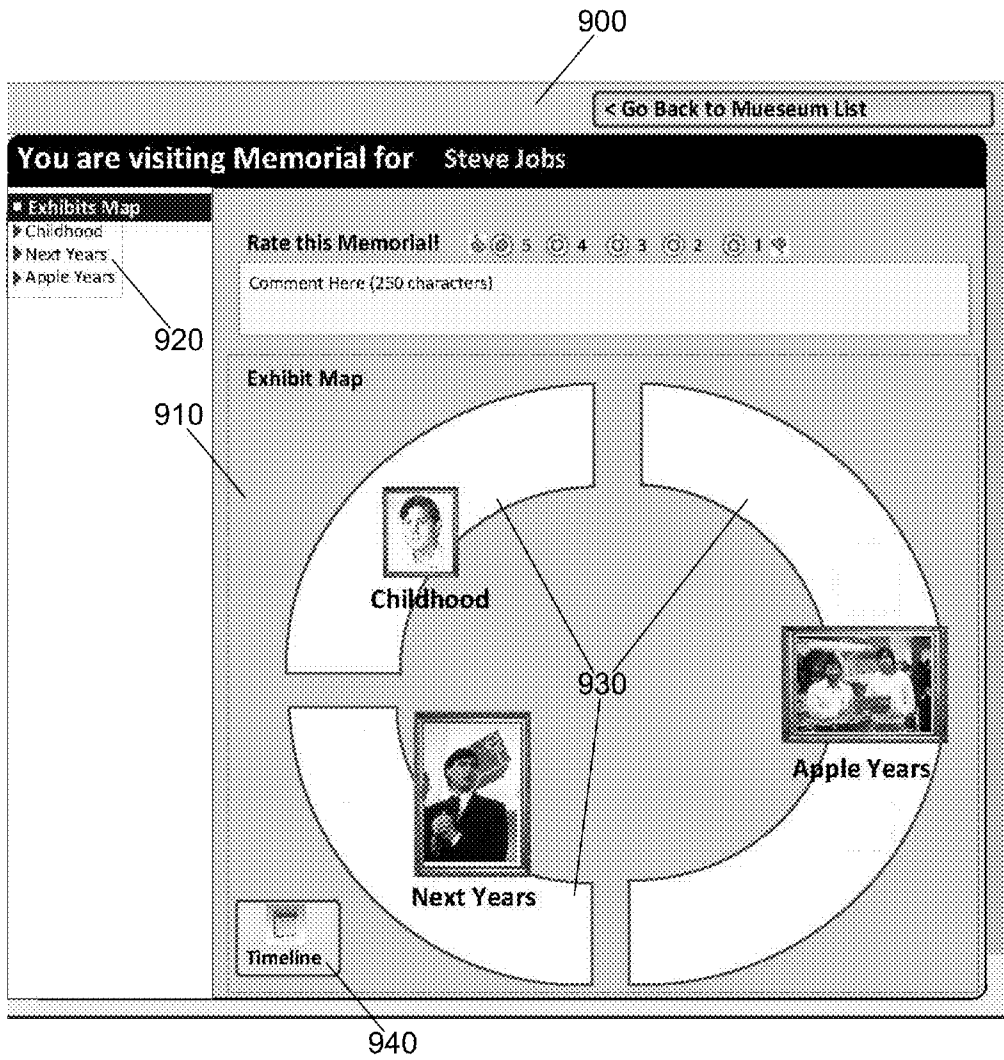 900
< Go Back to Mueseum List
You are visiting Memorial for Steve Jobs
Exhibits Map
Childhood
Next Years
Apple Years
920
910
Rate this Memorial! 5 4 3 2 1
Comment Here (250 characters)
Exhibit Map
Childhood
930
Apple Years
Next Years
Timeline
940